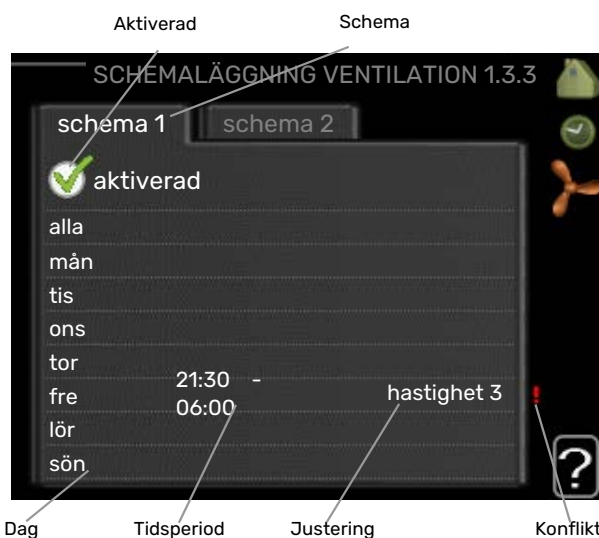 Aktiverad
Schema
SCHEMALÄGGNING VENTILATION 1.3.3
schema 1
schema 2
aktiverad
alla
mån
tis
ons
tor
fre
21:30 -
06:00
hastighet 3
!
lör
sön
?
Dag
Tidsperiod
Justering
Konflikt